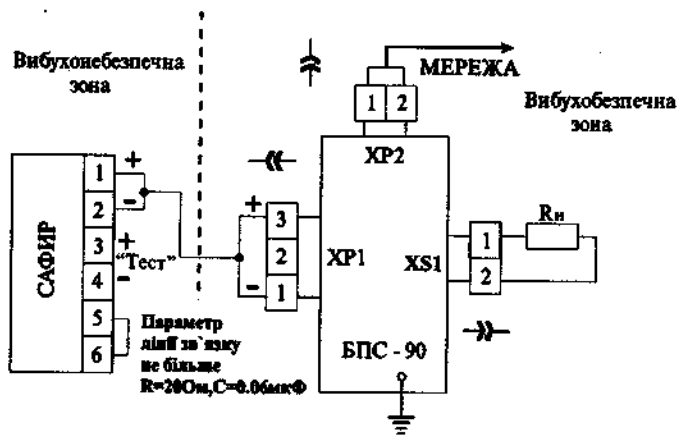 Вибухонебезпечна
зона
МЕРЕЖА
Вибухобезпечна
зона
1 2
XP2
САФИР
1
2
3
4
5
6
+
-
+
"Тест"
-
+
-
3
2
1
XP1
XS1
1
2
Rн
БПС - 90
Параметр
лінії зв`язку
не більше
R=20Ом,С=0.06мкФ